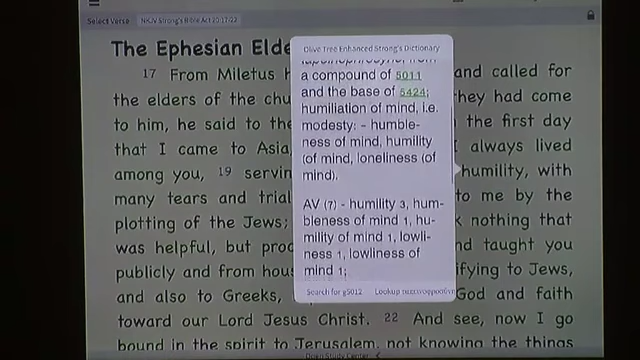 Select Verse NKJV Strong's Bible Act 20:17-22
The Ephesian Elde
17 From Miletus h
the elders of the chu
to him, he said to the
that I came to Asia,
among you, 19 servin
many tears and trial
plotting of the Jews;
was helpful, but proc
publicly and from hous
and also to Greeks,
Olive Tree Enhanced Strong's Dictionary
a compound of 5011
and the base of 5424;
humiliation of mind, i.e.
modesty: - humble-
ness of mind, humility
(of mind, loneliness (of
mind).
AV (7) - humility 3, hum-
bleness of mind 1, hu-
mility of mind 1, lowli-
ness 1, lowliness of
mind 1;
Search for g5012 Lookup
and called for
hey had come
the first day
I always lived
humility, with
to me by the
k nothing that
nd taught you
ifying to Jews,
God and faith
toward our Lord Jesus Christ. 22 And see, now I go
bound in the spirit to Jerusalem, not knowing the things
Open Study Center